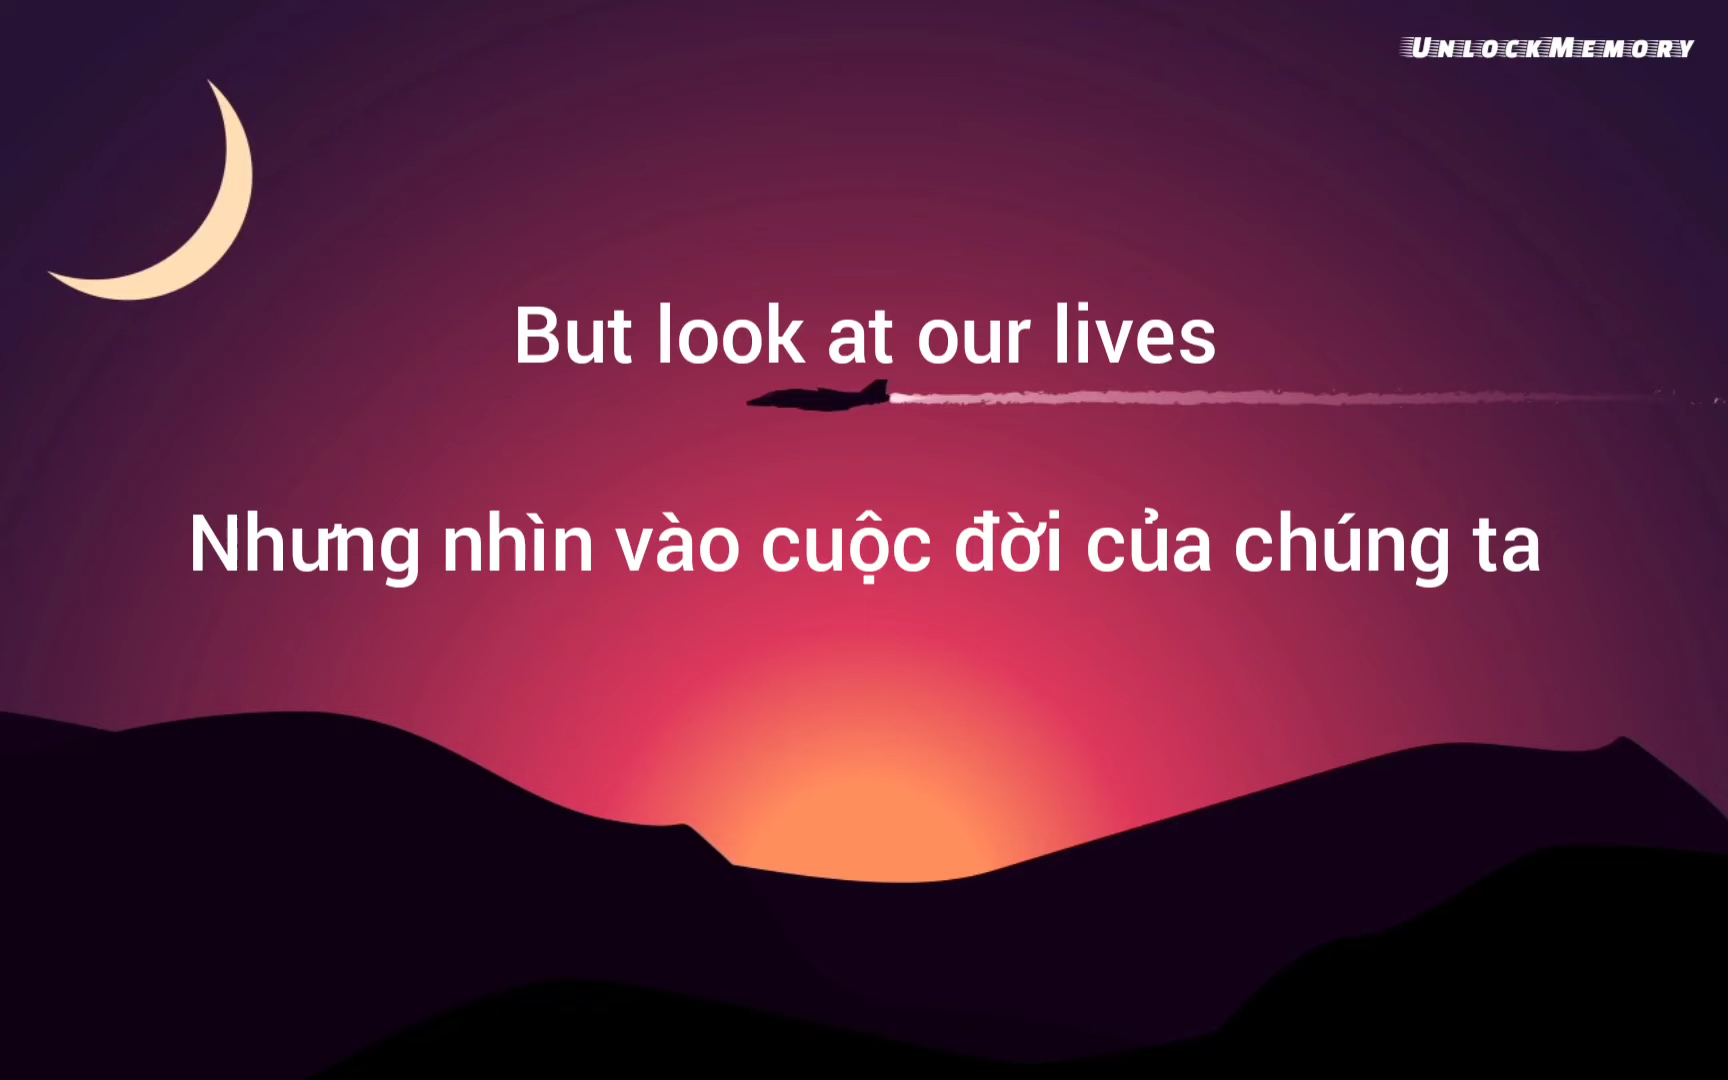 UnlockMemory
But look at our lives
Nhưng nhìn vào cuộc đời của chúng ta